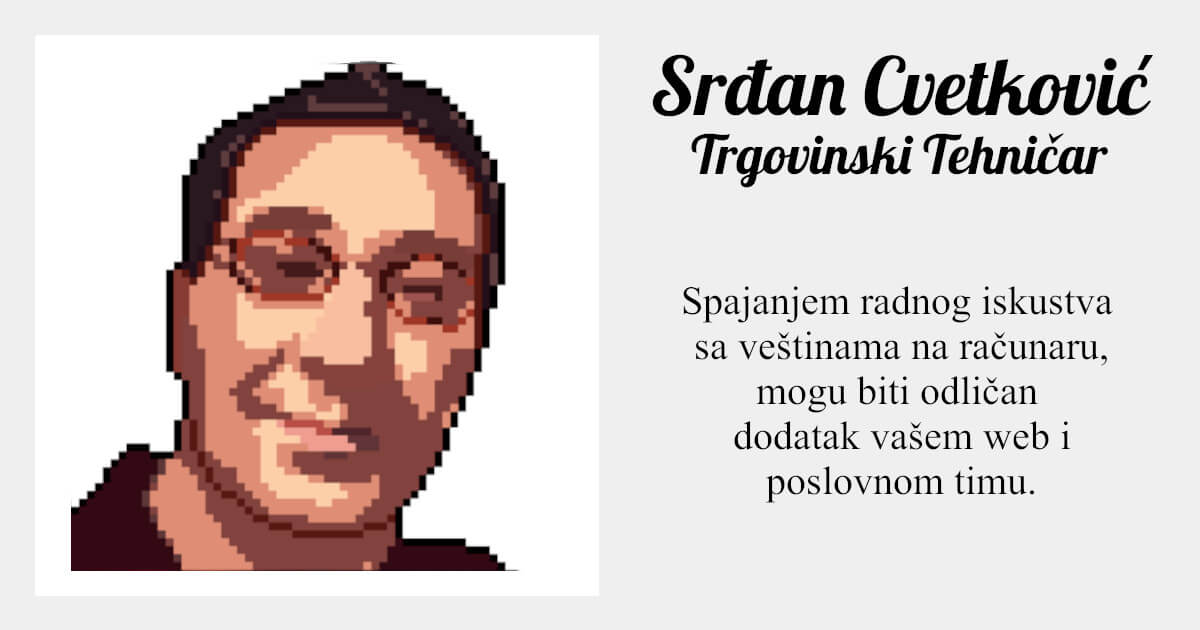 Srđan Cvetković
Trgovinski Tehničar
Spajanjem radnog iskustva
sa veštinama na računaru,
mogu biti odličan
dodatak vašem web i
poslovnom timu.